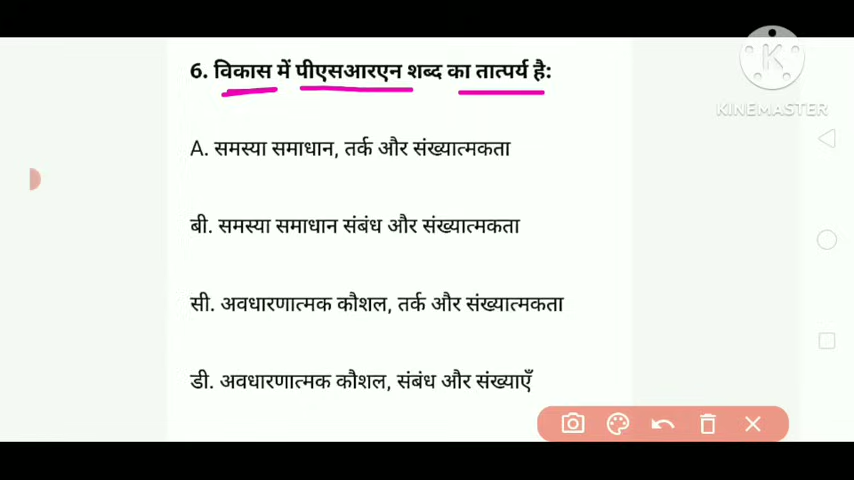 KINEMASTER
6. विकास में पीएसआरएन शब्द का तात्पर्य है:
A. समस्या समाधान, तर्क और संख्यात्मकता
बी. समस्या समाधान संबंध और संख्यात्मकता
सी. अवधारणात्मक कौशल, तर्क और संख्यात्मकता
डी. अवधारणात्मक कौशल, संबंध और संख्याएँ